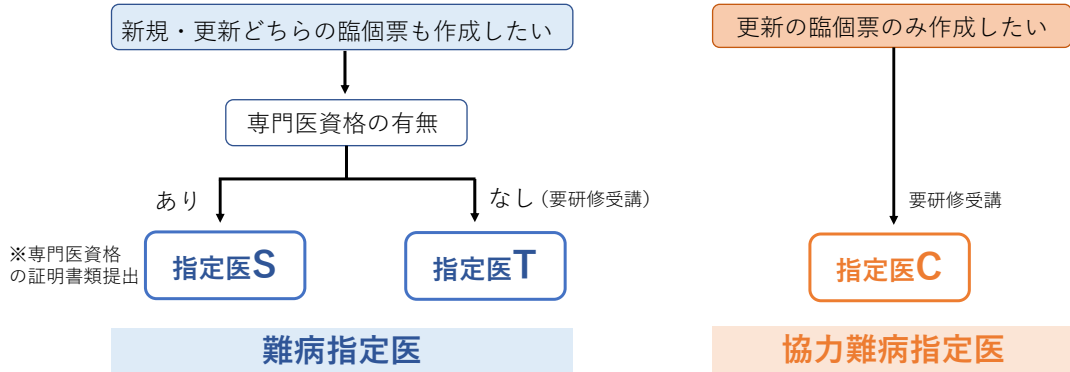 新規・更新どちらの臨個票も作成したい
専門医資格の有無
あり
なし（要研修受講）
※専門医資格
の証明書類提出
指定医S
指定医T
難病指定医
更新の臨個票のみ作成したい
要研修受講
指定医C
協力難病指定医